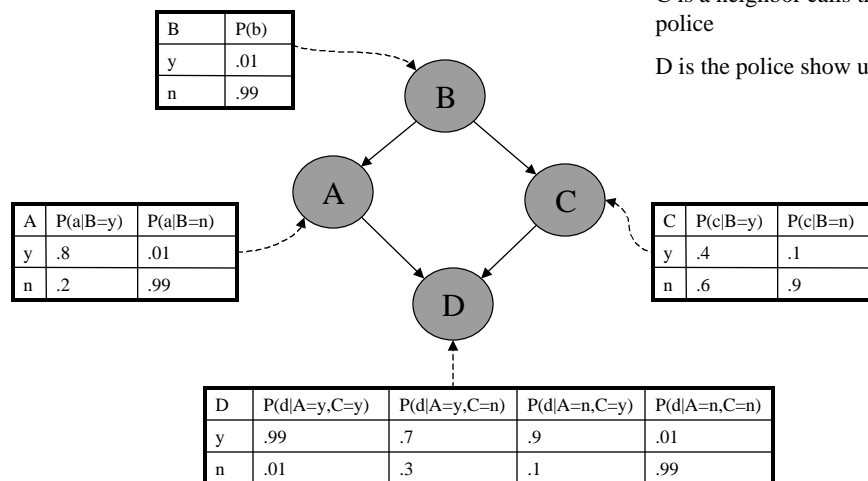 C is a neighbor calls
police
D is the police show
B P(b)
y .01
n .99
B
A
C
A P(a|B=y) P(a|B=n)
y .8 .01
n .2 .99
C P(c|B=y) P(c|B=n)
y .4 .1
n .6 .9
D
D P(d|A=y,C=y) P(d|A=y,C=n) P(d|A=n,C=y) P(d|A=n,C=n)
y .99 .7 .9 .01
n .01 .3 .1 .99